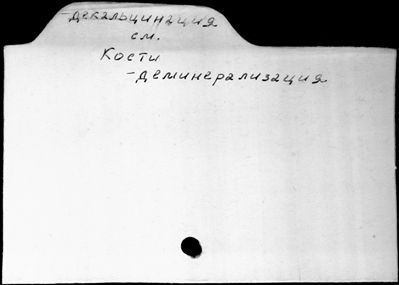 -декальцинация
см.
Кости
-деминерализация